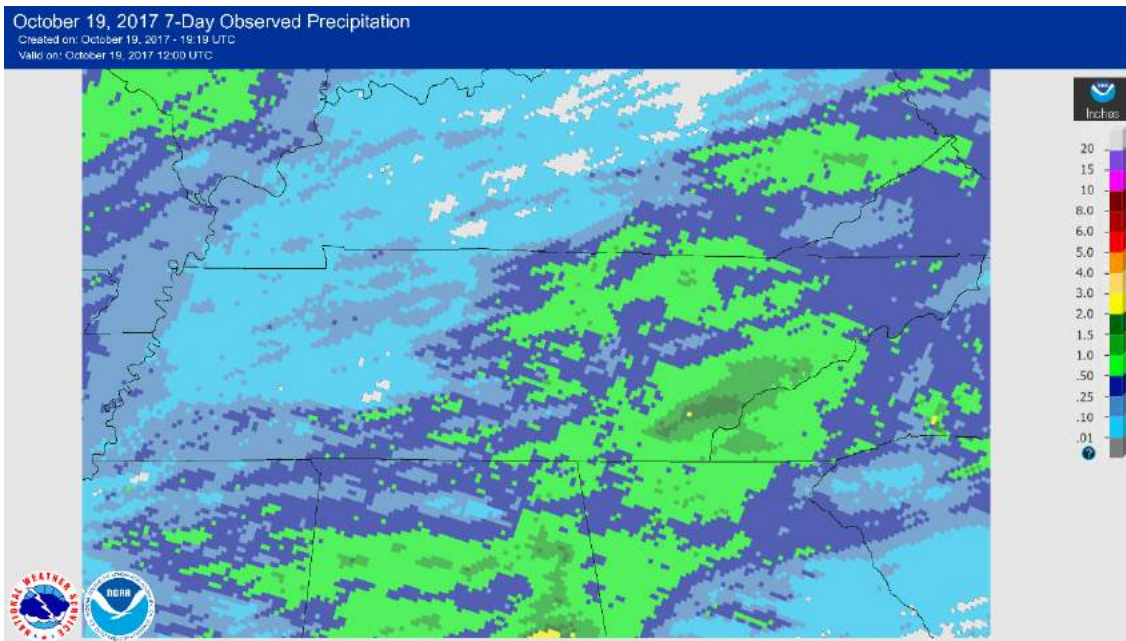 October 19, 2017 7-Day Observed Precipitation
Created on: October 19, 2017 - 19:19 UTC
Valid on: October 19, 2017 12:00 UTC
Inches
20
15
10
8.0
6.0
5.0
4.0
3.0
2.0
1.5
1.0
.50
.25
.10
.01
?
NATIONAL WEATHER SERVICE
NOAA